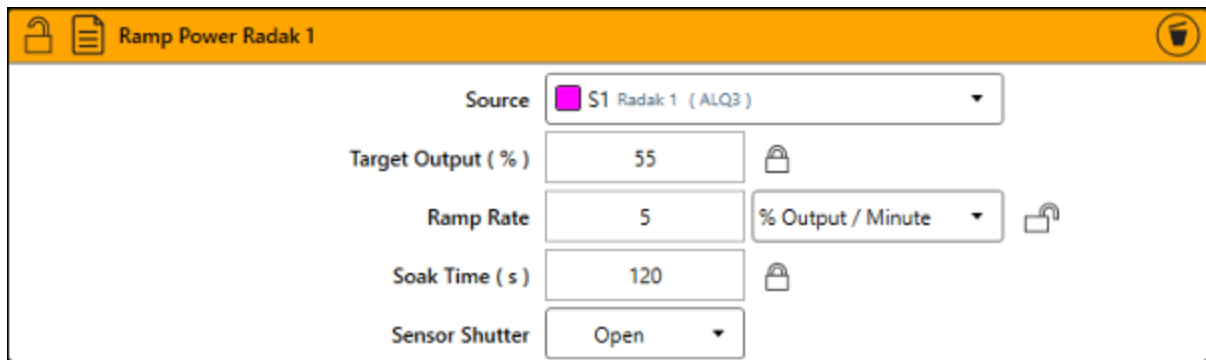 Ramp Power Radak 1
Source S1 Radak 1 ( ALQ3 )
Target Output ( % ) 55
Ramp Rate 5 % Output / Minute
Soak Time ( s ) 120
Sensor Shutter Open